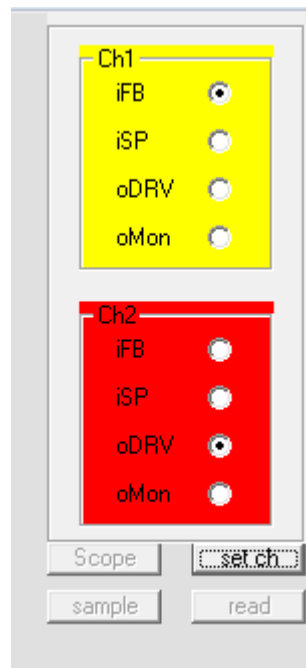 Ch1
iFB
iSP
oDRV
oMon
Ch2
iFB
iSP
oDRV
oMon
Scope set ch
sample read